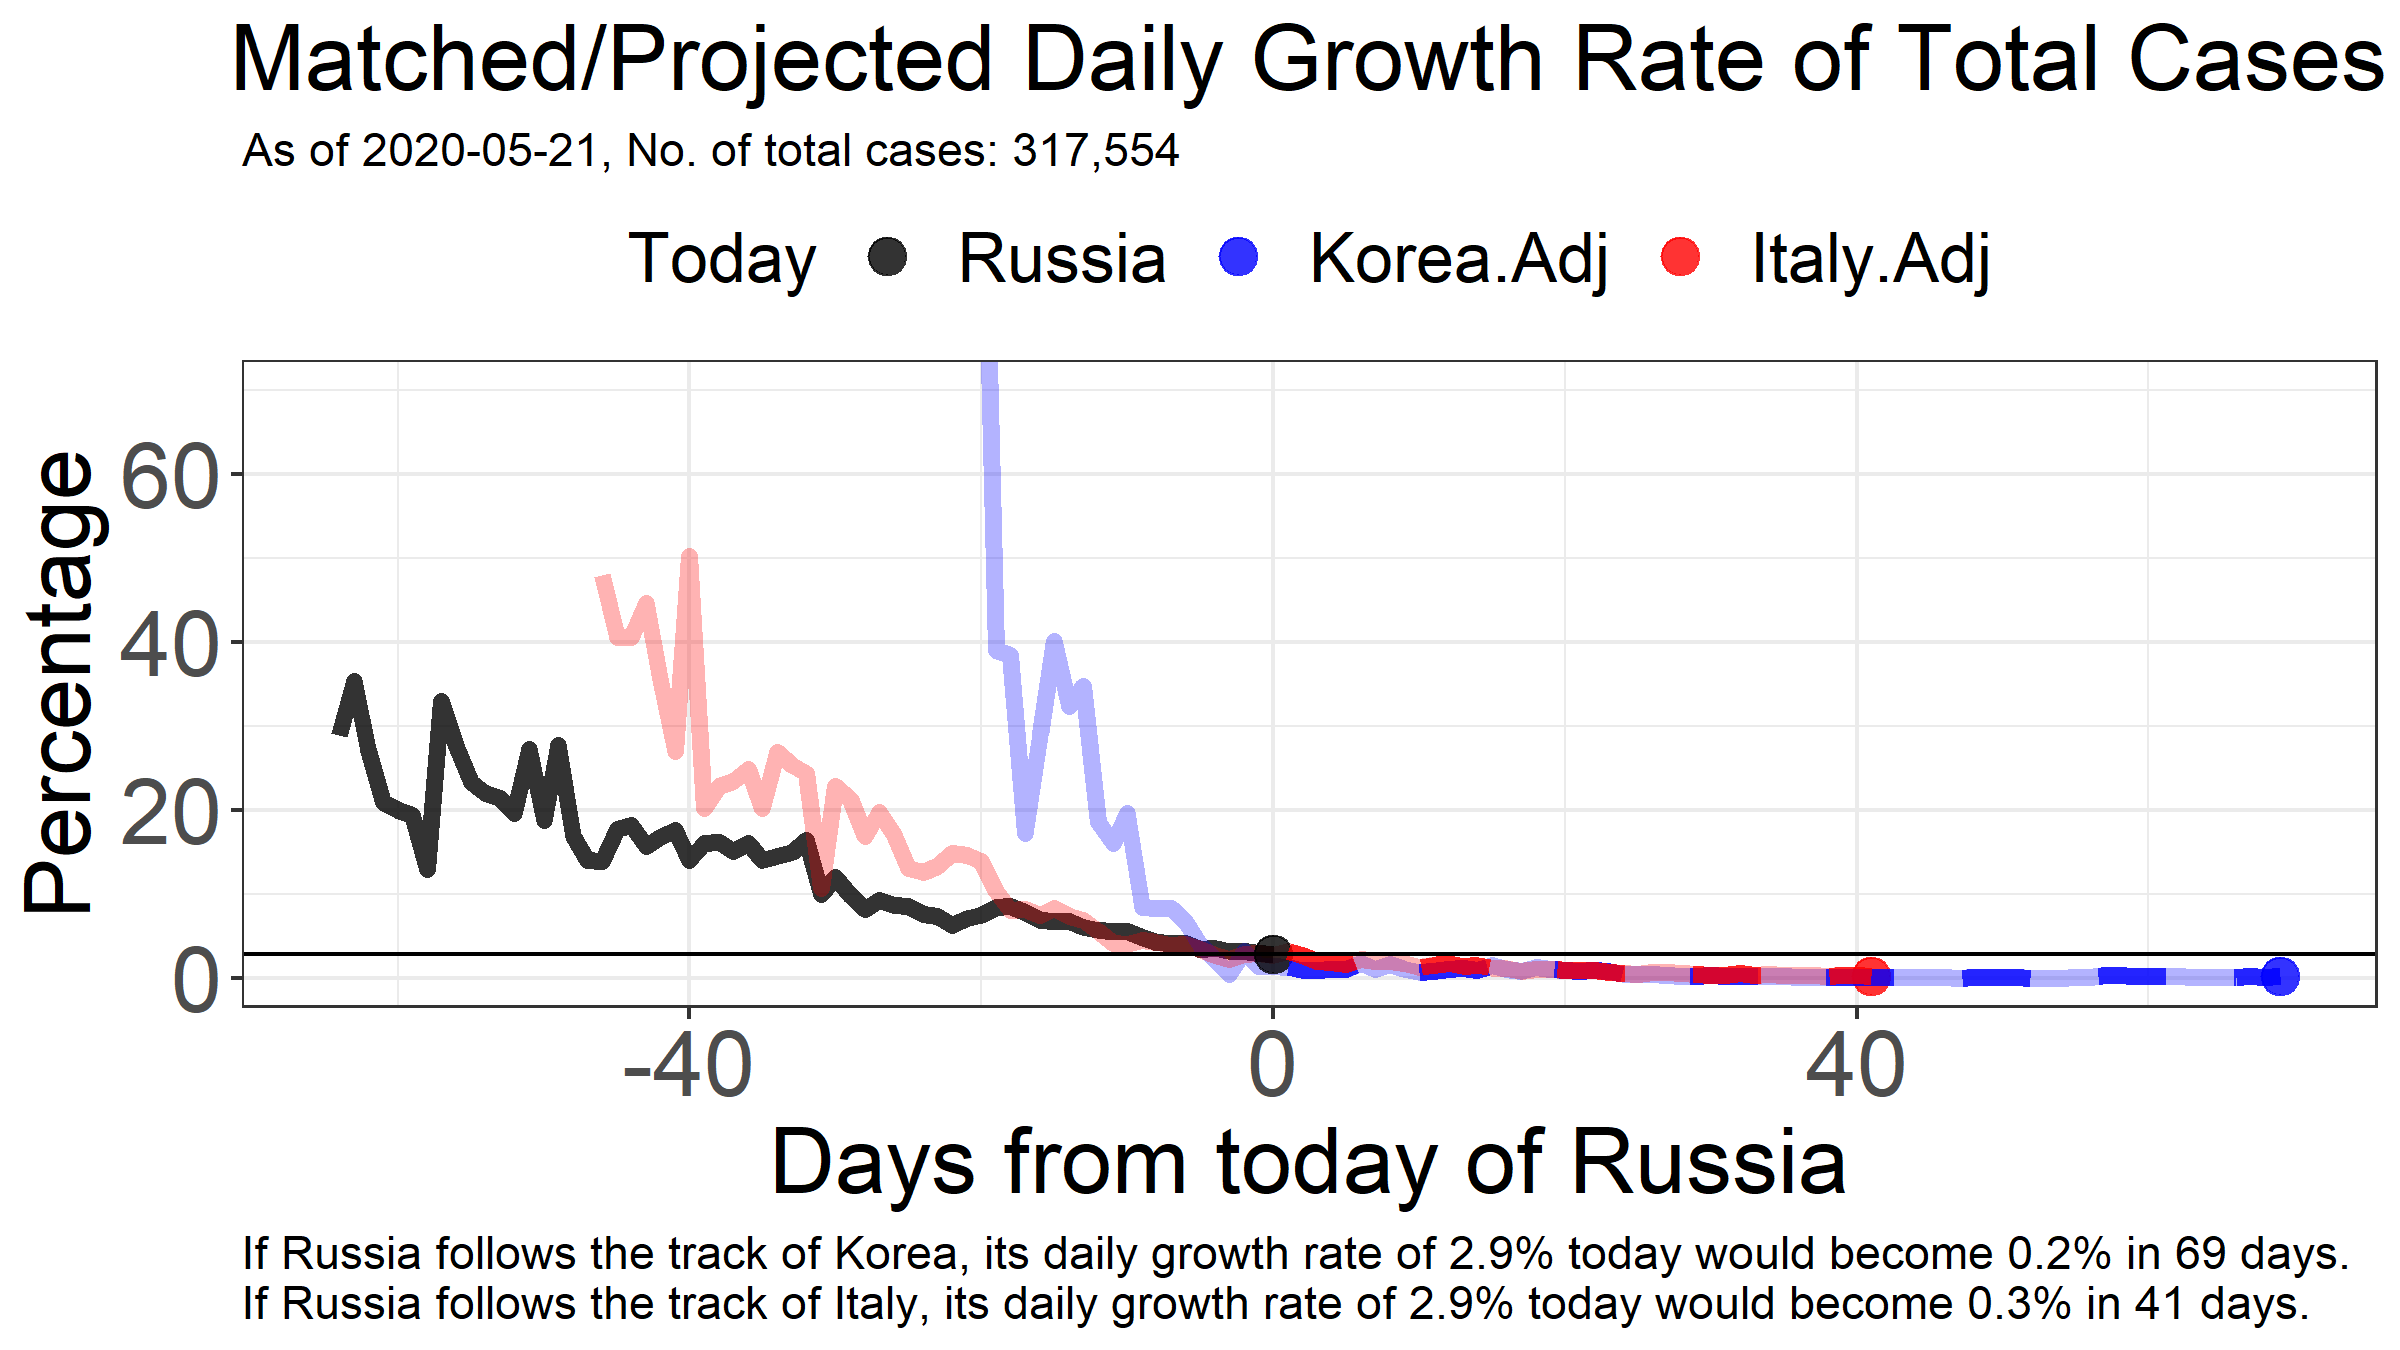 Matched/Projected Daily Growth Rate of Total Cases
As of 2020-05-21, No. of total cases: 317,554
Today Russia Korea.Adj Italy.Adj
Percentage
60
40
20
0
-40 0 40
Days from today of Russia
If Russia follows the track of Korea, its daily growth rate of 2.9% today would become 0.2% in 69 days.
If Russia follows the track of Italy, its daily growth rate of 2.9% today would become 0.3% in 41 days.